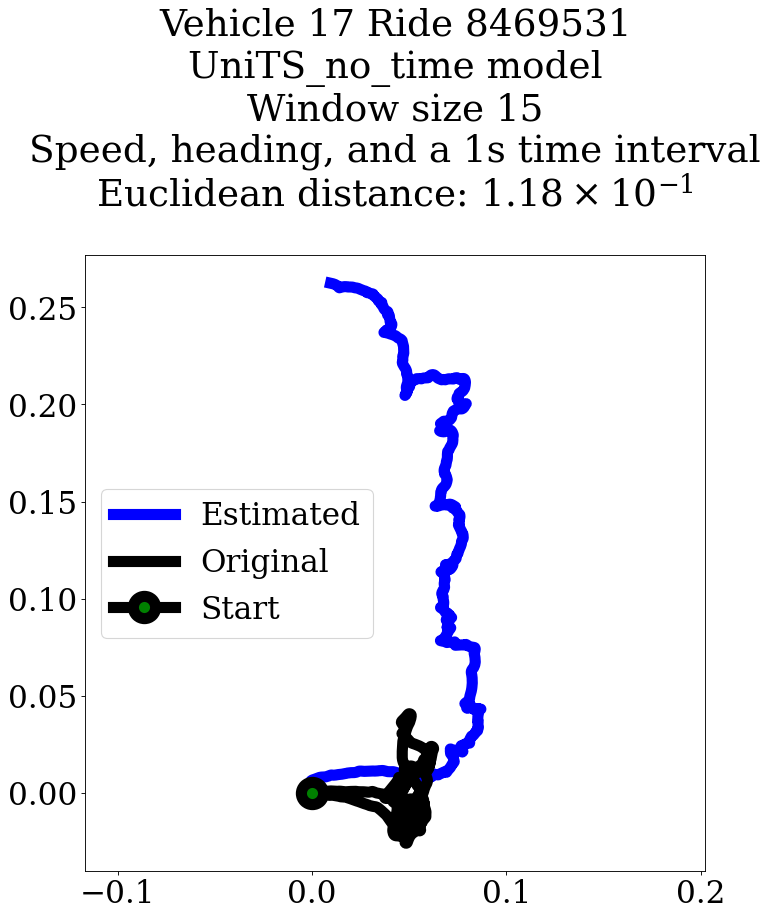 Vehicle 17 Ride 8469531
UniTS_no_time model
Window size 15
Speed, heading, and a 1s time interval
Euclidean distance: 1.18 × 10⁻¹
0.25
0.20
0.15
Estimated
Original
0.10
Start
0.05
0.00
−0.1 0.0 0.1 0.2